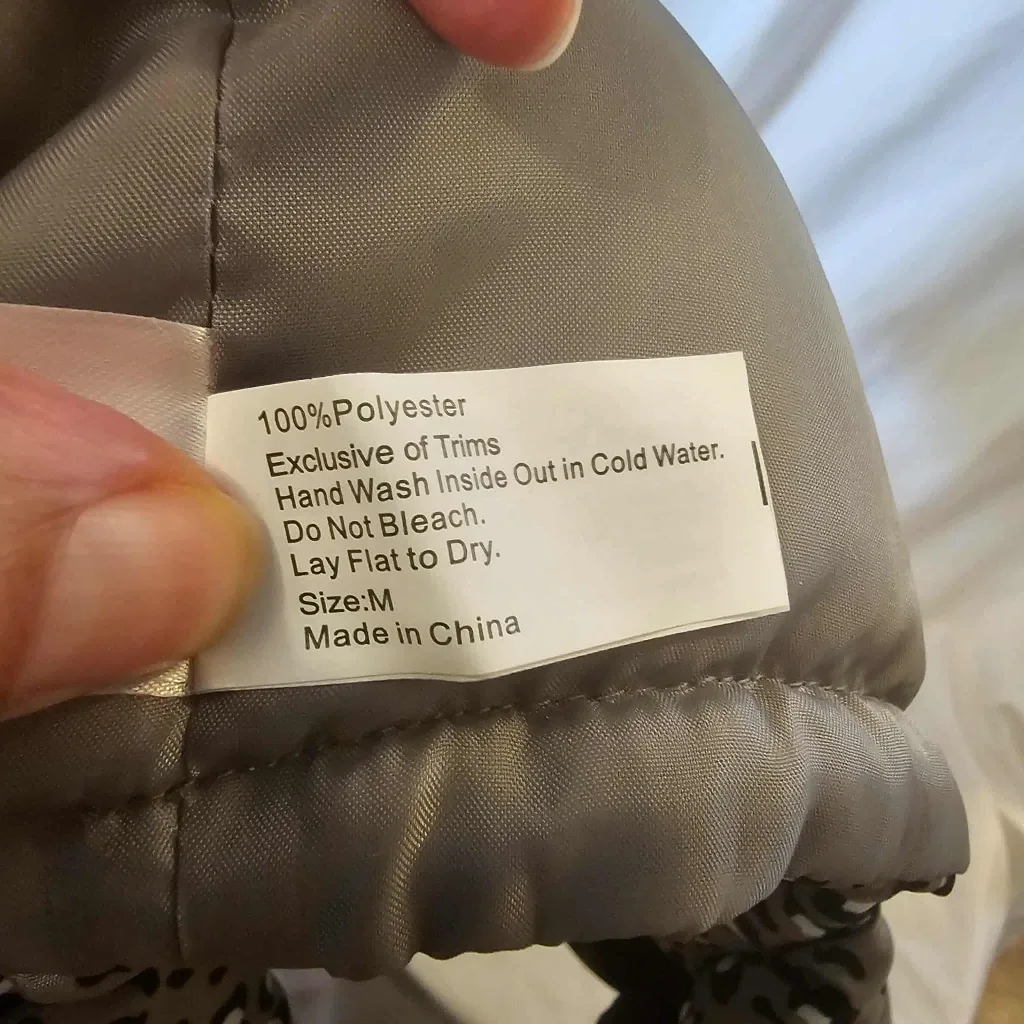 100%Polyester
Exclusive of Trims
Hand Wash Inside Out in Cold Water.
Do Not Bleach.
Lay Flat to Dry.
Size:M
Made in China